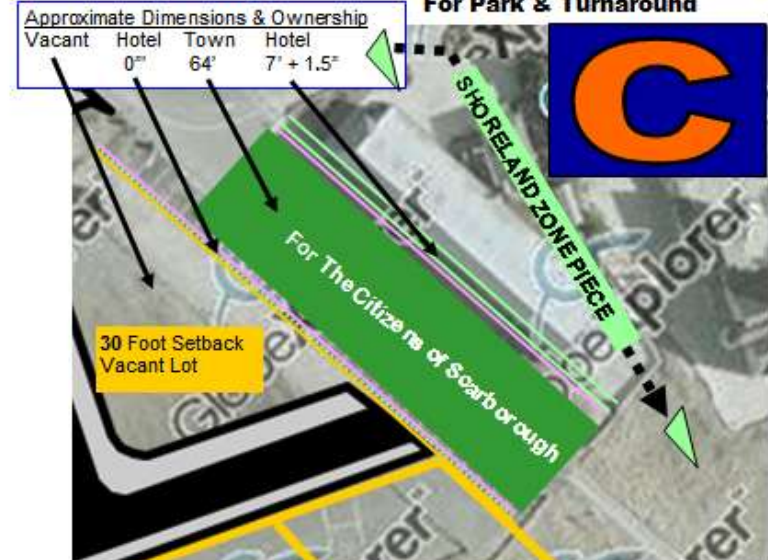 For Park & Turnaround
Approximate Dimensions & Ownership
Vacant Hotel Town Hotel
0"' 64' 7' + 1.5"
C
SHORELAND ZONE PIECE
For The Citizens of Scarborough
30 Foot Setback
Vacant Lot